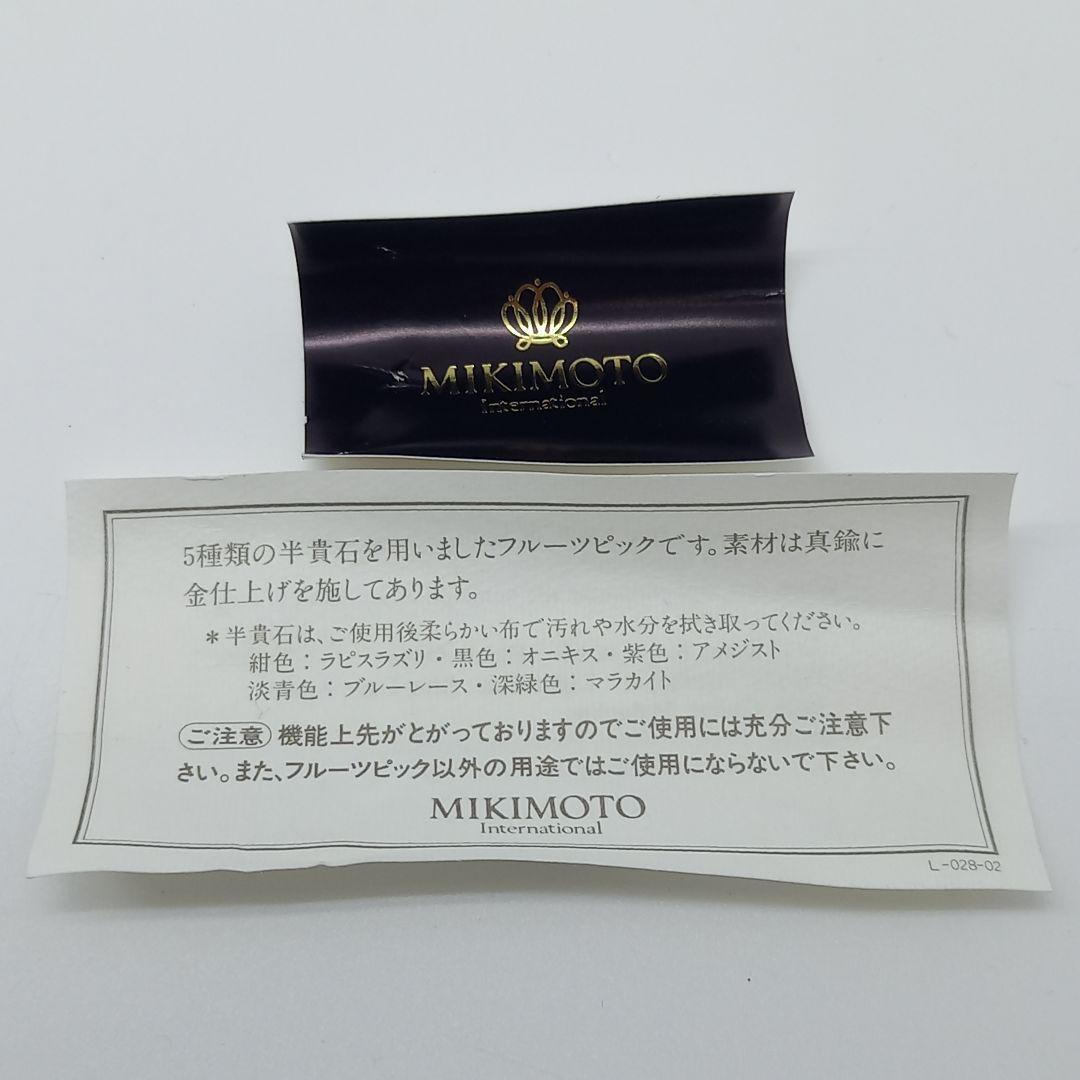 MIKIMOTO
International
5種類の半貴石を用いましたフルーツピックです。素材は真鍮に
金仕上げを施してあります。
＊半貴石は、ご使用後柔らかい布で汚れや水分を拭き取ってください。
紺色：ラピスラズリ・黒色：オニキス・紫色：アメジスト
淡青色：ブルーレース・深緑色：マラカイト
ご注意 機能上先がとがっておりますのでご使用には充分ご注意下
さい。また、フルーツピック以外の用途ではご使用にならないで下さい。
MIKIMOTO
International
L-028-02